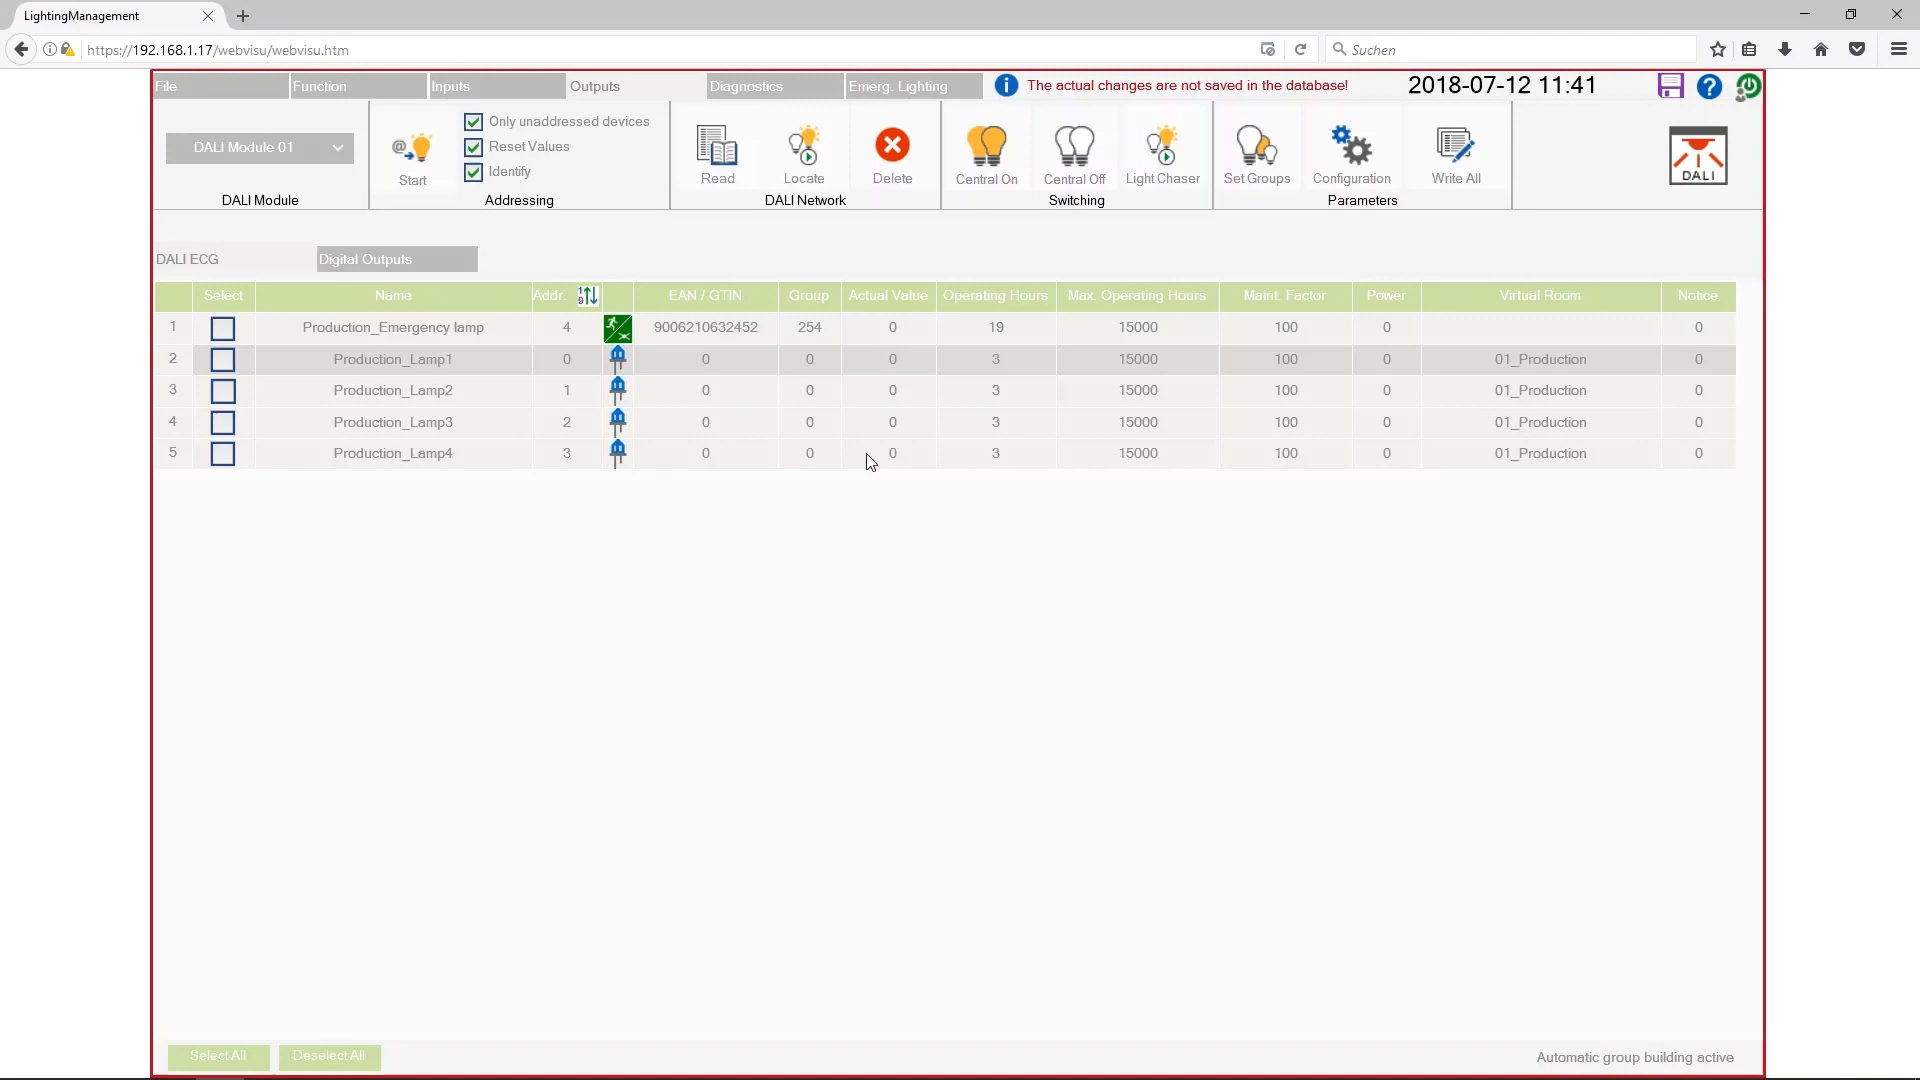 LightingManagement
https://192.168.1.17/webvisu/webvisu.htm
Suchen
File Function Inputs Outputs Diagnostics Emerg. Lighting
The actual changes are not saved in the database!
2018-07-12 11:41
DALI Module 01
DALI Module
Start
Only unaddressed devices
Reset Values
Identify
Addressing
Read Locate Delete
DALI Network
Central On Central Off Light Chaser
Switching
Set Groups Configuration Write All
Parameters
DALI
DALI ECG Digital Outputs
Select Name Addr. EAN / GTIN Group Actual Value Operating Hours Max. Operating Hours Maint. Factor Power Virtual Room Notice
1 Production_Emergency lamp 4 9006210632452 254 0 19 15000 100 0 0
2 Production_Lamp1 0 0 0 0 3 15000 100 0 01_Production 0
3 Production_Lamp2 1 0 0 0 3 15000 100 0 01_Production 0
4 Production_Lamp3 2 0 0 0 3 15000 100 0 01_Production 0
5 Production_Lamp4 3 0 0 0 3 15000 100 0 01_Production 0
Select All Deselect All
Automatic group building active